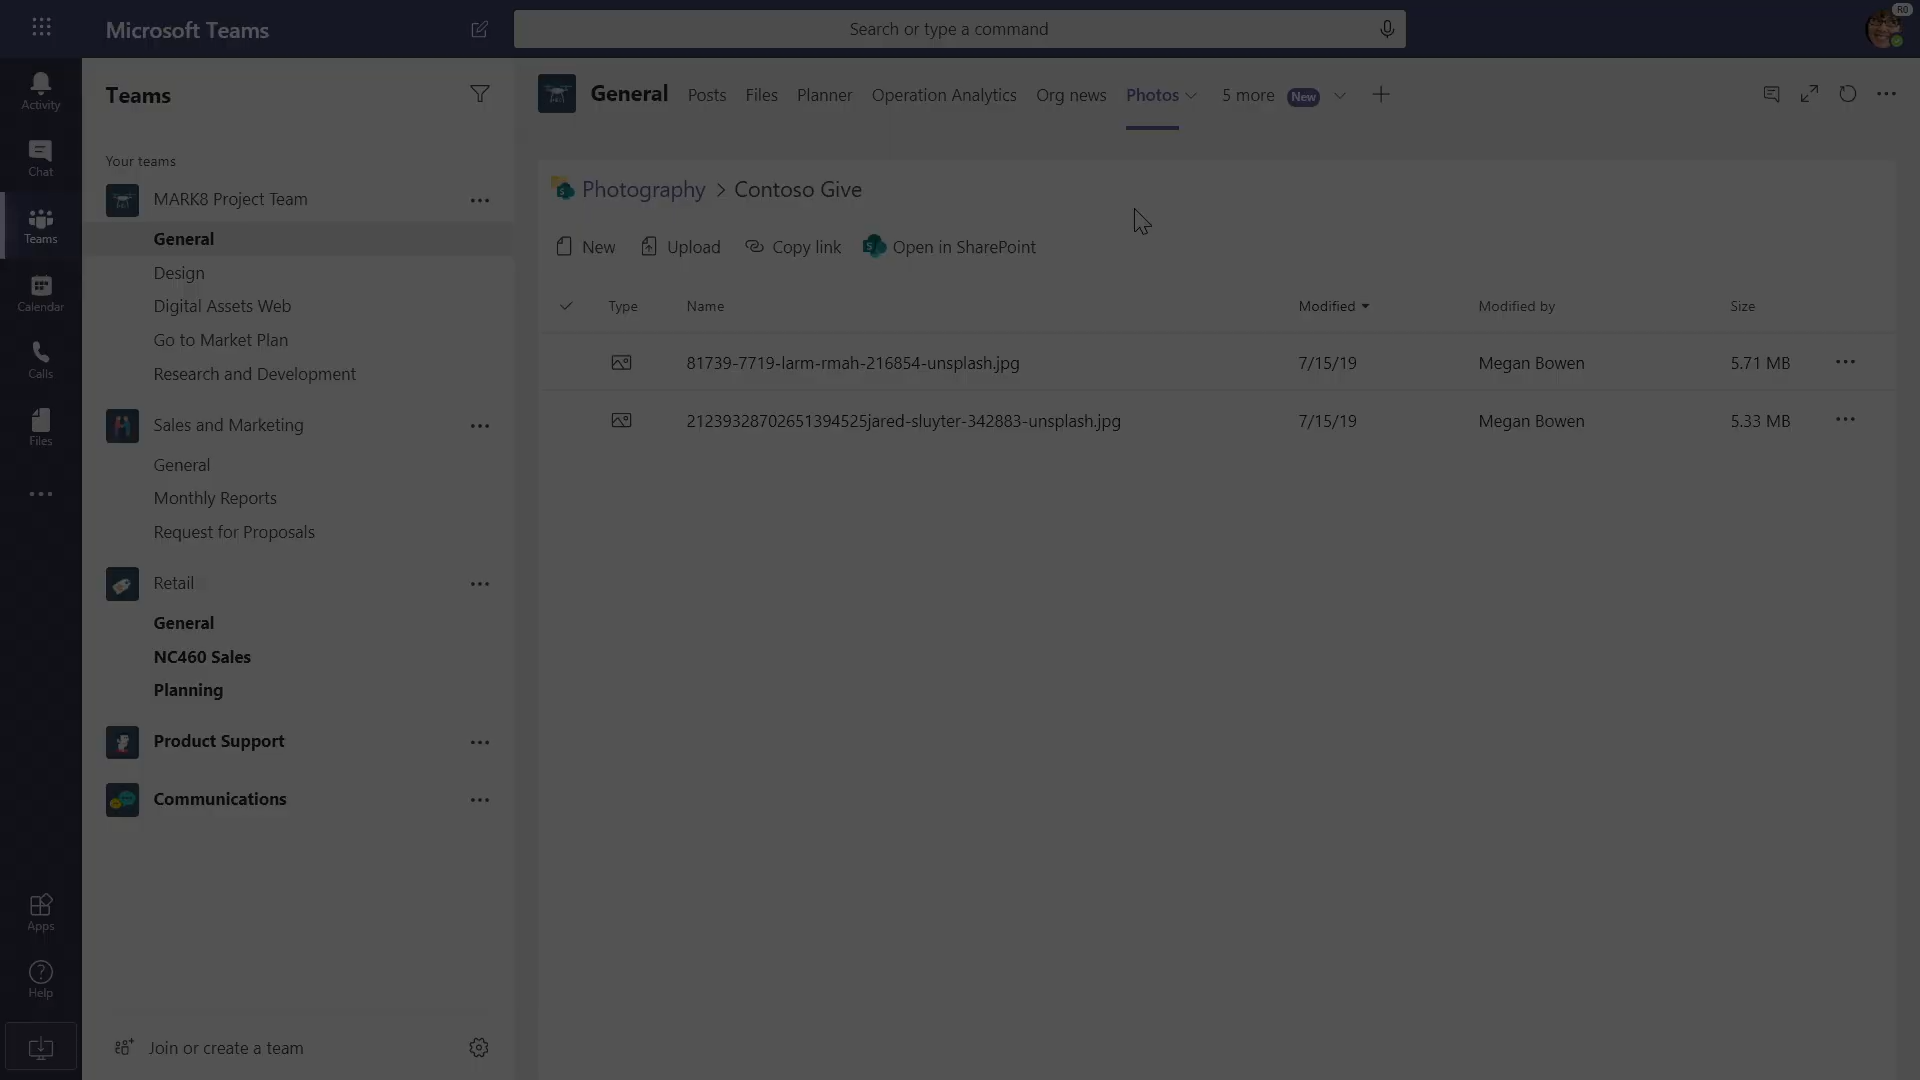 Microsoft Teams
Search or type a command
RO
Activity
Chat
Teams
Calendar
Calls
Files
Apps
Help
Teams
Your teams
MARK8 Project Team
General
Design
Digital Assets Web
Go to Market Plan
Research and Development
Sales and Marketing
General
Monthly Reports
Request for Proposals
Retail
General
NC460 Sales
Planning
Product Support
Communications
Join or create a team
General Posts Files Planner Operation Analytics Org news Photos 5 more New
Photography > Contoso Give
New Upload Copy link Open in SharePoint
Type Name Modified Modified by Size
81739-7719-larm-rmah-216854-unsplash.jpg 7/15/19 Megan Bowen 5.71 MB
21239328702651394525jared-sluyter-342883-unsplash.jpg 7/15/19 Megan Bowen 5.33 MB